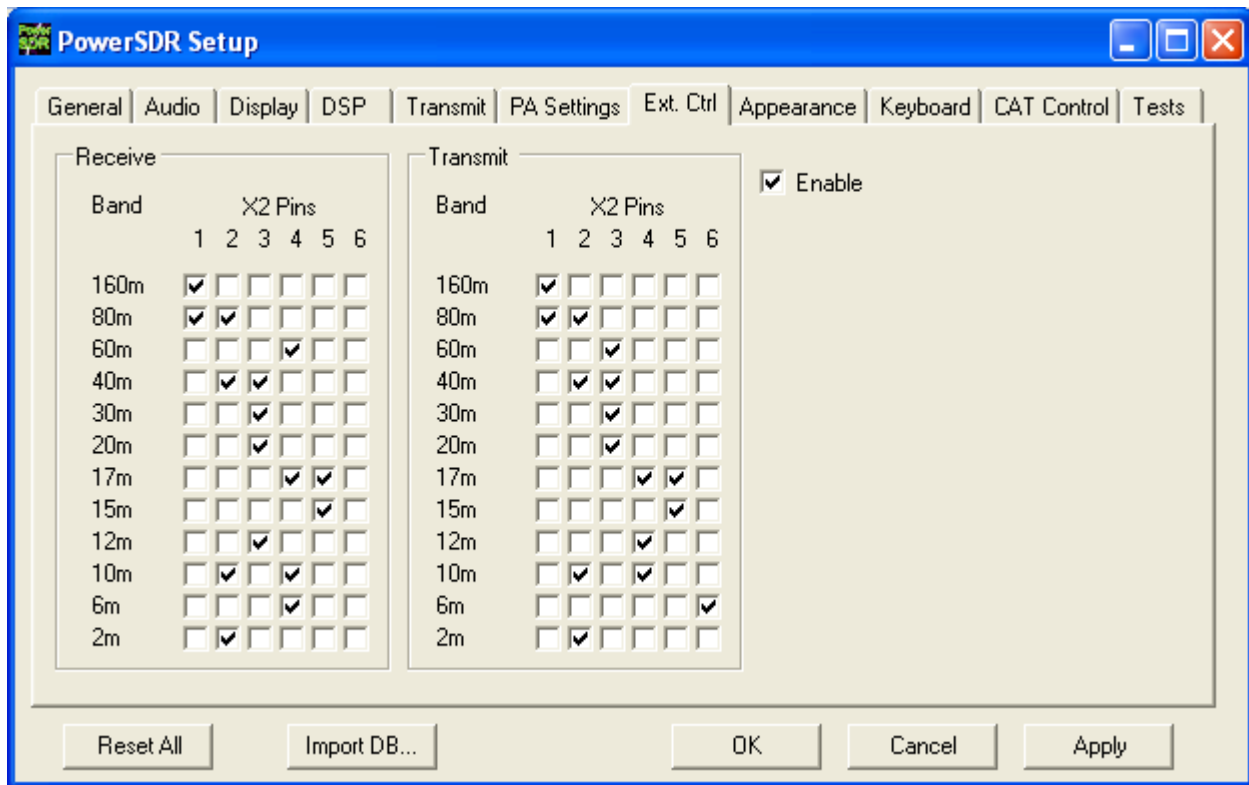 PowerSDR Setup
General Audio Display DSP Transmit PA Settings Ext. Ctrl Appearance Keyboard CAT Control Tests
Receive
Band X2 Pins
1 2 3 4 5 6
160m
80m
60m
40m
30m
20m
17m
15m
12m
10m
6m
2m
Transmit
Band X2 Pins
1 2 3 4 5 6
160m
80m
60m
40m
30m
20m
17m
15m
12m
10m
6m
2m
Enable
Reset All Import DB... OK Cancel Apply